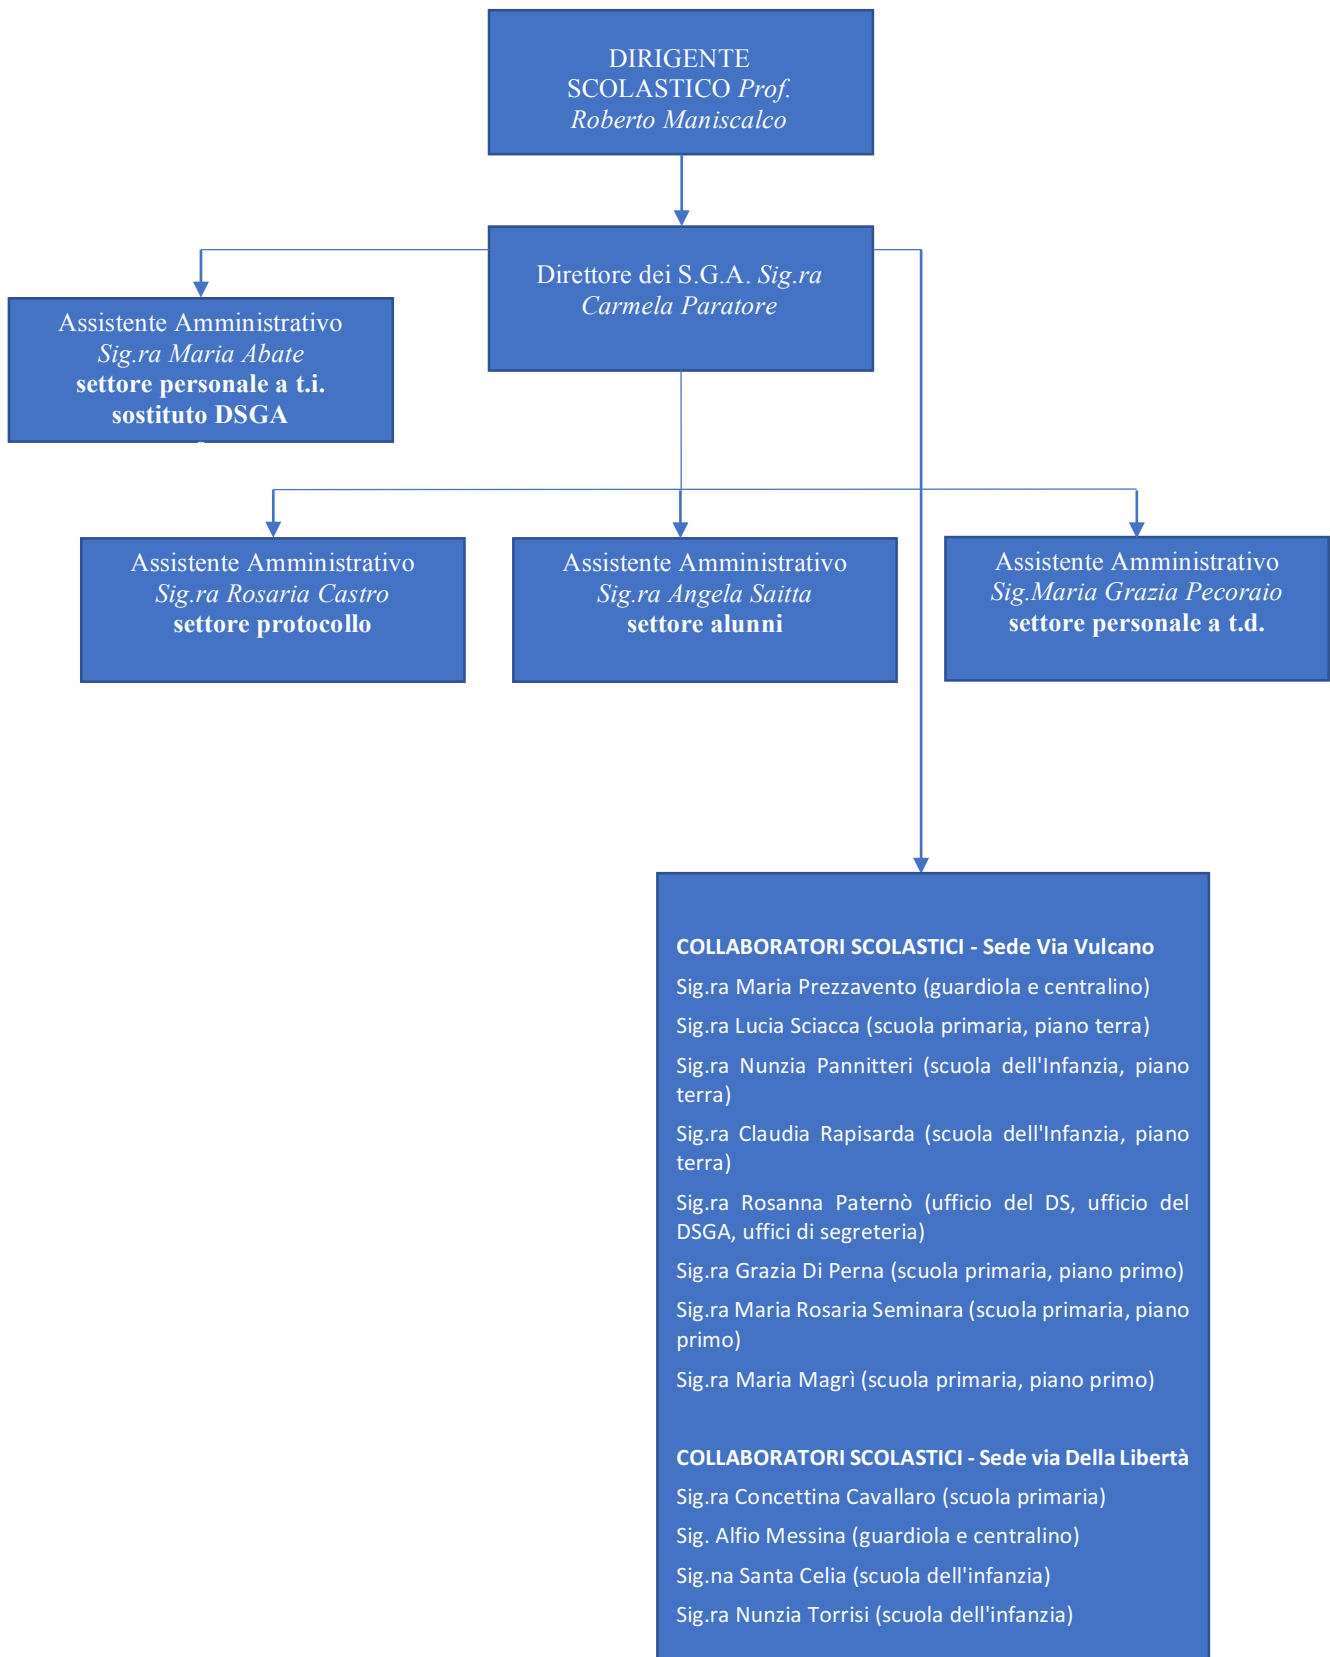 DIRIGENTE
SCOLASTICO Prof.
Roberto Maniscalco
Direttore dei S.G.A. Sig.ra
Carmela Paratore
Assistente Amministrativo
Sig.ra Maria Abate
settore personale a t.i.
sostituto DSGA
Assistente Amministrativo
Sig.ra Rosaria Castro
settore protocollo
Assistente Amministrativo
Sig.ra Angela Saitta
settore alunni
Assistente Amministrativo
Sig.Maria Grazia Pecoraio
settore personale a t.d.
COLLABORATORI SCOLASTICI - Sede Via Vulcano
Sig.ra Maria Prezzavento (guardiola e centralino)
Sig.ra Lucia Sciacca (scuola primaria, piano terra)
Sig.ra Nunzia Pannitteri (scuola dell'Infanzia, piano
terra)
Sig.ra Claudia Rapisarda (scuola dell'Infanzia, piano
terra)
Sig.ra Rosanna Paternò (ufficio del DS, ufficio del
DSGA, uffici di segreteria)
Sig.ra Grazia Di Perna (scuola primaria, piano primo)
Sig.ra Maria Rosaria Seminara (scuola primaria, piano
primo)
Sig.ra Maria Magrì (scuola primaria, piano primo)
COLLABORATORI SCOLASTICI - Sede via Della Libertà
Sig.ra Concettina Cavallaro (scuola primaria)
Sig. Alfio Messina (guardiola e centralino)
Sig.na Santa Celia (scuola dell'infanzia)
Sig.ra Nunzia Torrisi (scuola dell'infanzia)